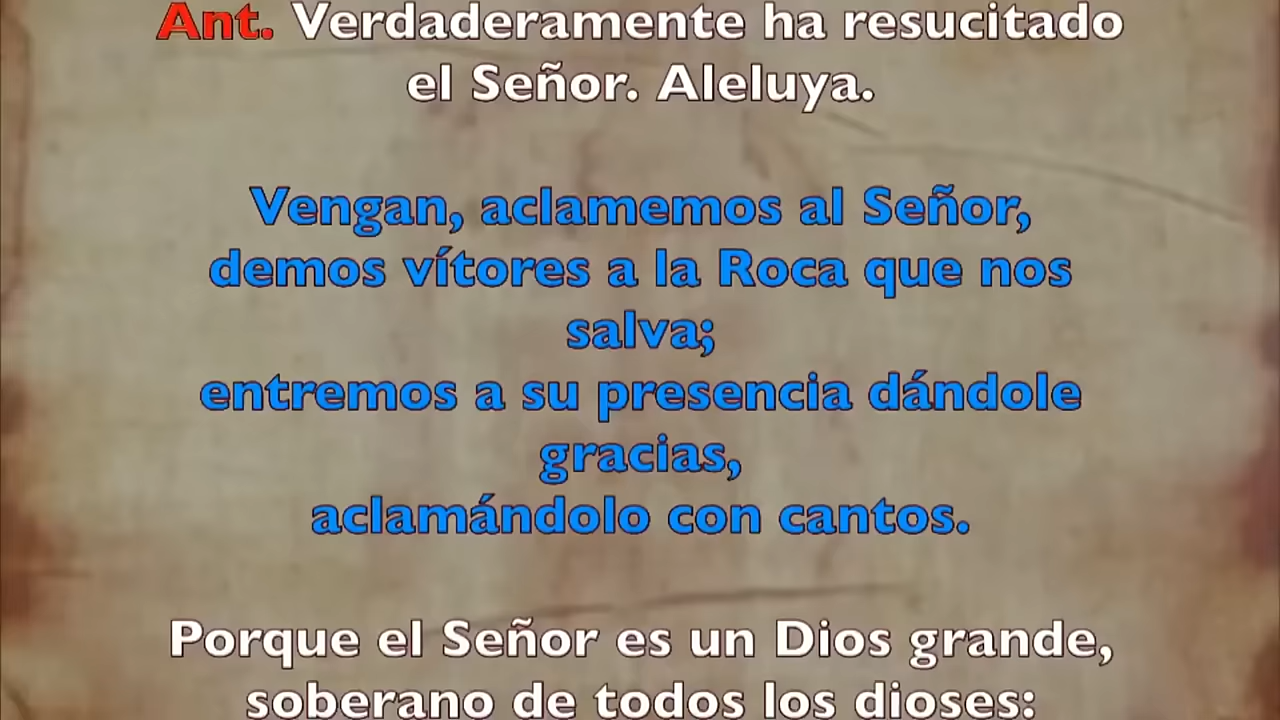 Ant. Verdaderamente ha resucitado
el Señor. Aleluya.
Vengan, aclamemos al Señor,
demos vítores a la Roca que nos
salva;
entremos a su presencia dándole
gracias,
aclamándolo con cantos.
Porque el Señor es un Dios grande,
soberano de todos los dioses: